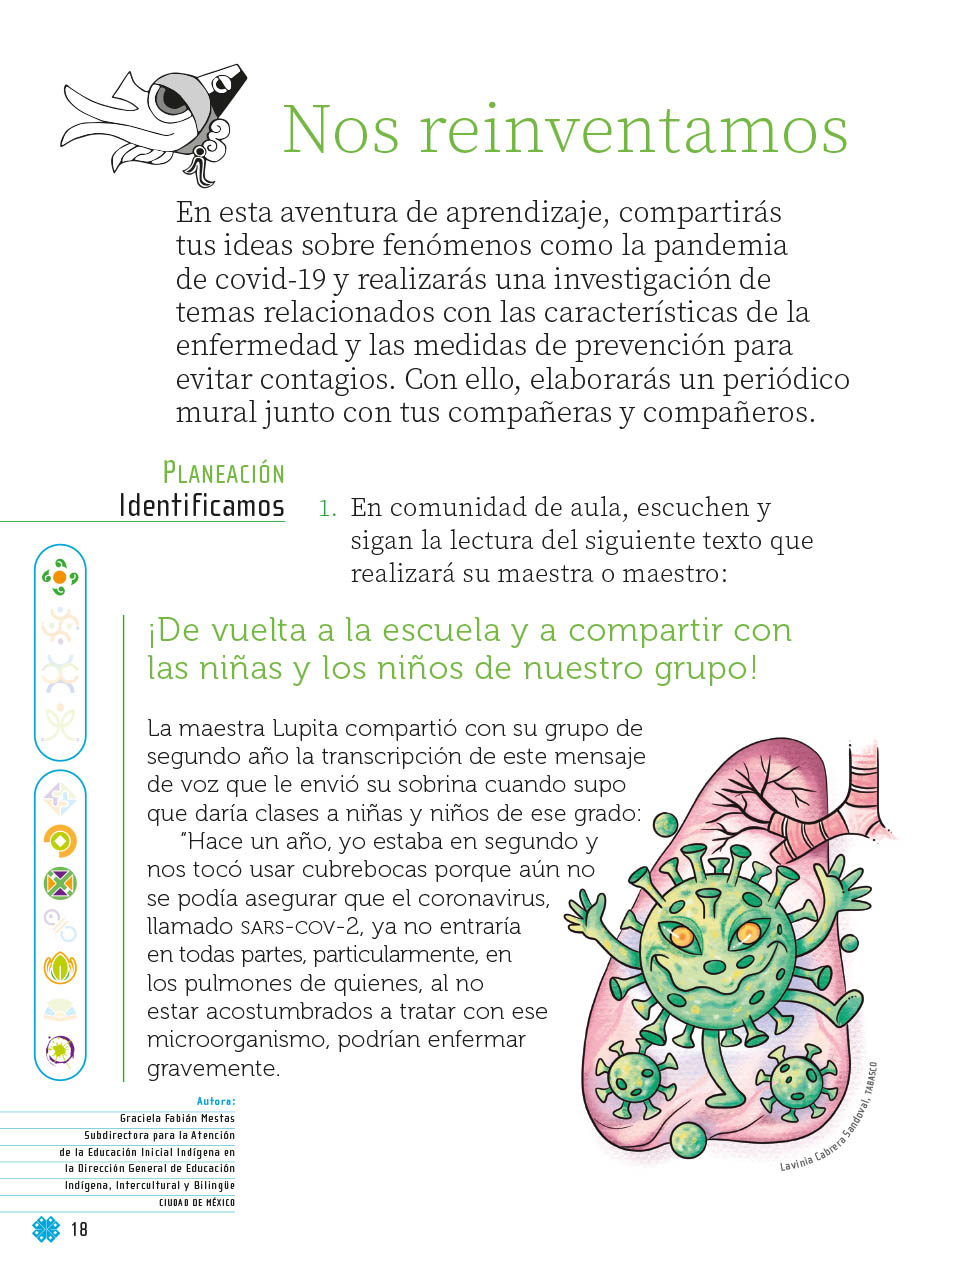 Nos reinventamos
En esta aventura de aprendizaje, compartirás
tus ideas sobre fenómenos como la pandemia
de covid-19 y realizarás una investigación de
temas relacionados con las características de la
enfermedad y las medidas de prevención para
evitar contagios. Con ello, elaborarás un periódico
mural junto con tus compañeras y compañeros.
Planeación
Identificamos
1. En comunidad de aula, escuchen y
sigan la lectura del siguiente texto que
realizará su maestra o maestro:
¡De vuelta a la escuela y a compartir con
las niñas y los niños de nuestro grupo!
La maestra Lupita compartió con su grupo de
segundo año la transcripción de este mensaje
de voz que le envió su sobrina cuando supo
que daría clases a niñas y niños de ese grado:
“Hace un año, yo estaba en segundo y
nos tocó usar cubrebocas porque aún no
se podía asegurar que el coronavirus,
llamado SARS-COV-2, ya no entraría
en todas partes, particularmente, en
los pulmones de quienes, al no
estar acostumbrados a tratar con ese
microorganismo, podrían enfermar
gravemente.
Lavinia Cabrera Sandoval, TABASCO
Autora:
Graciela Fabián Mestas
Subdirectora para la Atención
de la Educación Inicial Indígena en
la Dirección General de Educación
Indígena, Intercultural y Bilingüe
CIUDAD DE MÉXICO
18